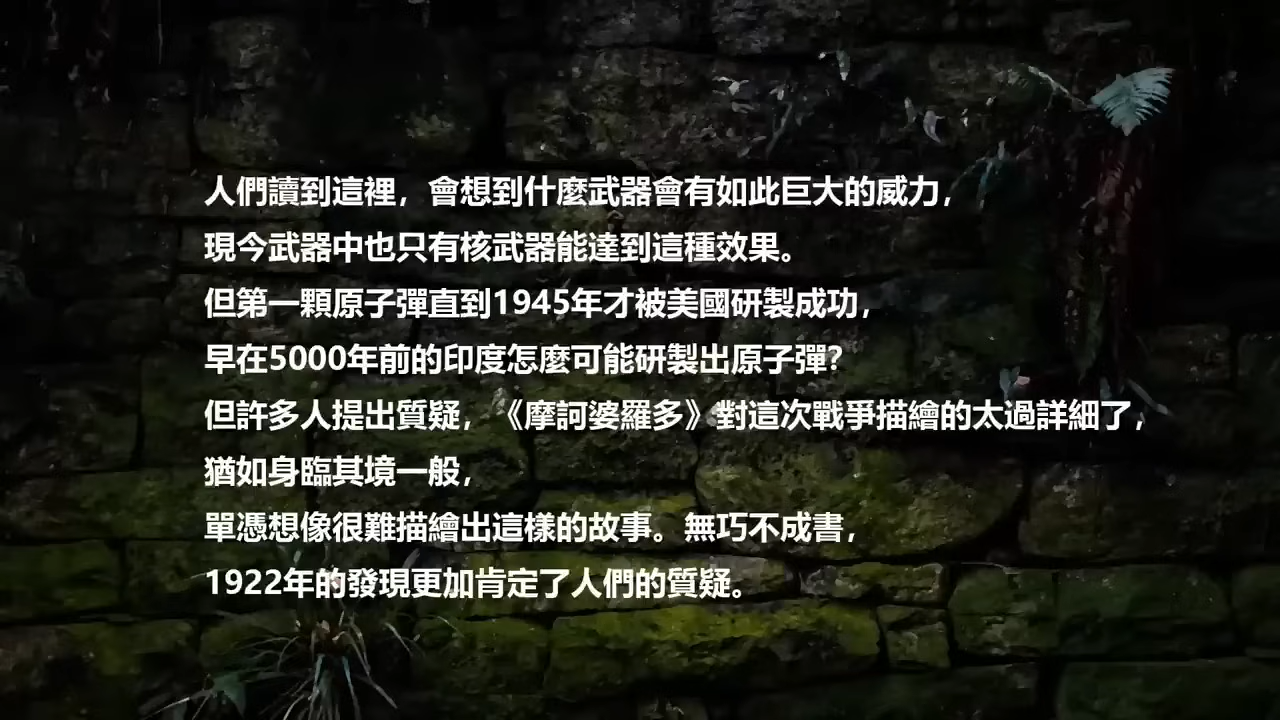 人們讀到這裡，會想到什麼武器會有如此巨大的威力，
現今武器中也只有核武器能達到這種效果。
但第一顆原子彈直到1945年才被美國研製成功，
早在5000年前的印度怎麼可能研製出原子彈?
但許多人提出質疑，《摩訶婆羅多》對這次戰爭描繪的太過詳細了，
猶如身臨其境一般，
單憑想像很難描繪出這樣的故事。無巧不成書，
1922年的發現更加肯定了人們的質疑。